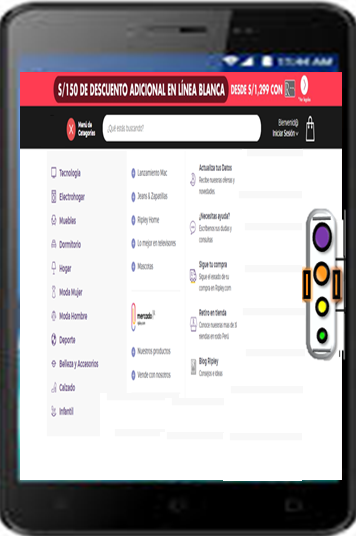 11:44 AM
S/150 DE DESCUENTO ADICIONAL EN LÍNEA BLANCA DESDE S/1,299 CON
Menú de
Categorías
¿Qué estas buscando?
Bienvenid@
Iniciar Sesión
Tecnología
Electrohogar
Muebles
Dormitorio
Hogar
Moda Mujer
Moda Hombre
Deporte
Belleza y Accesorios
Calzado
Infantil
Lanzamiento Mac
Jeans & Zapatillas
Ripley Home
Lo mejor en televisores
Mascotas
mercado
Nuestros productos
Vende con nosotros
Actualiza tus Datos
Recibe nuestras ofertas y
novedades.
¿Necesitas ayuda?
Escríbenos tus dudas y
consultas
Sigue tu compra
Sigue el estado de tu
compra en Ripley.com
Retiro en tienda
Conoce nuestras mas de
tiendas en todo Perú
Blog Ripley
Consejos e ideas